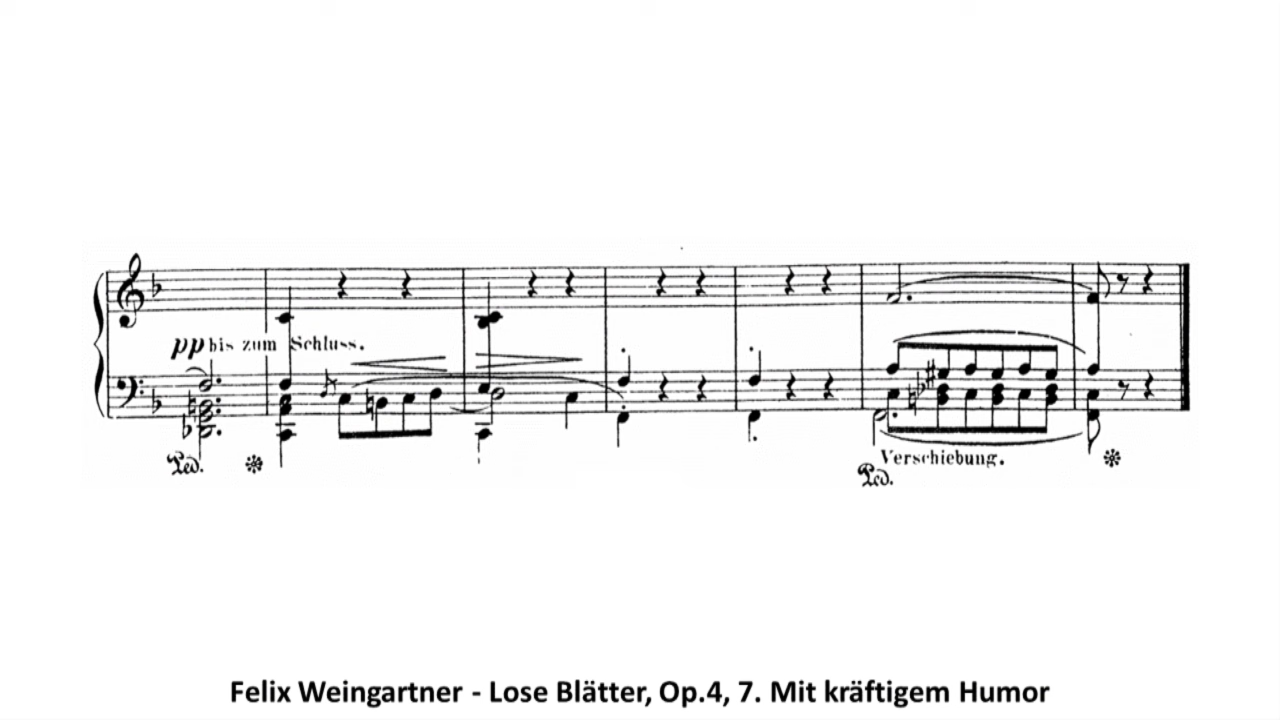 pp bis zum Schluss.
Ped.
Verschiebung.
Ped.
Felix Weingartner - Lose Blätter, Op.4, 7. Mit kräftigem Humor